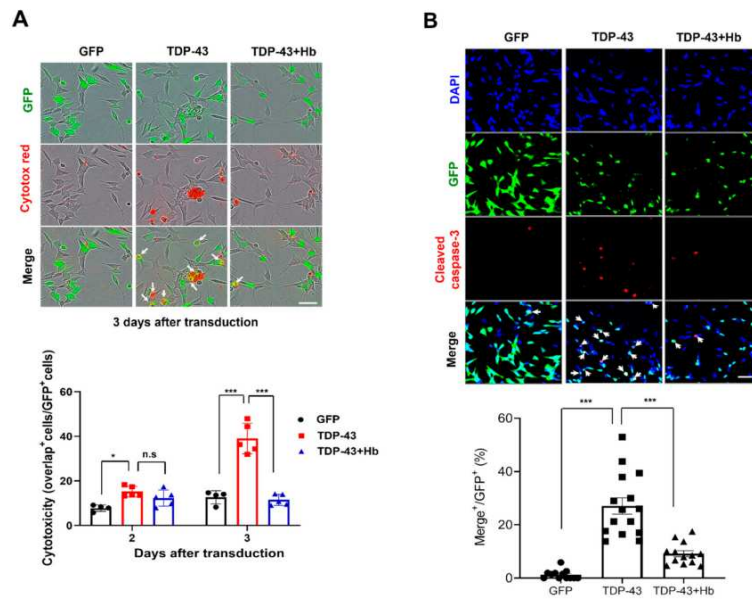 A
GFP TDP-43 TDP-43+Hb
GFP
Cytotox red
Merge
3 days after transduction
Cytotoxicity (overlap⁺cells/GFP⁺cells)
60
40
20
0
* n.s *** ***
GFP
TDP-43
TDP-43+Hb
2 3
Days after transduction
B
GFP TDP-43 TDP-43+Hb
DAPI
GFP
Cleaved
caspase-3
Merge
Merge⁺/GFP⁺ (%)
60
40
20
0
*** ***
GFP TDP-43 TDP-43+Hb